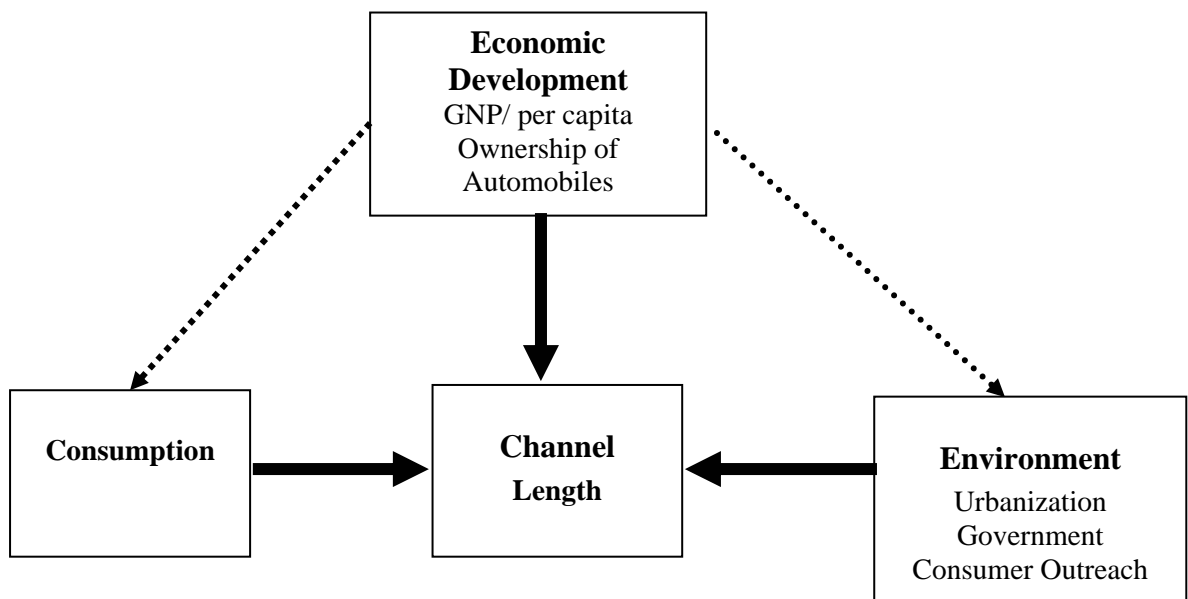 Economic
Development
GNP/ per capita
Ownership of
Automobiles
Consumption
Channel
Length
Environment
Urbanization
Government
Consumer Outreach